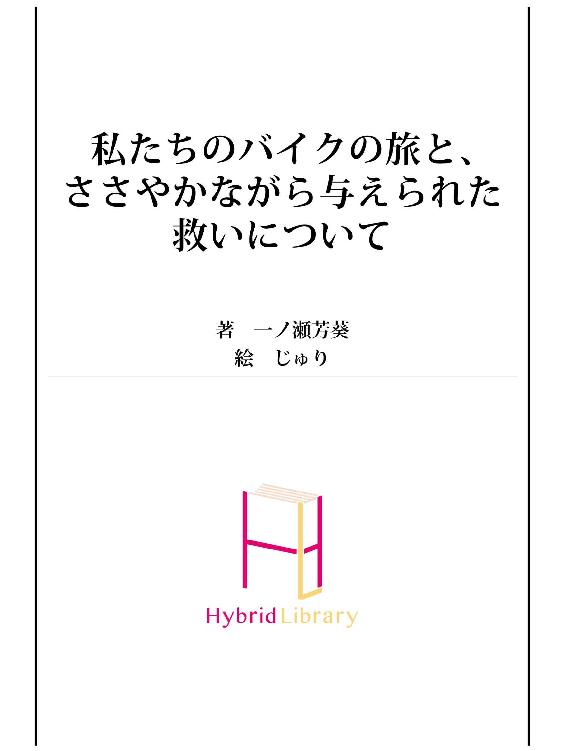 私たちのバイクの旅と、
ささやかながら与えられた
救いについて
著　一ノ瀬芳葵
絵　じゅり
HybridLibrary